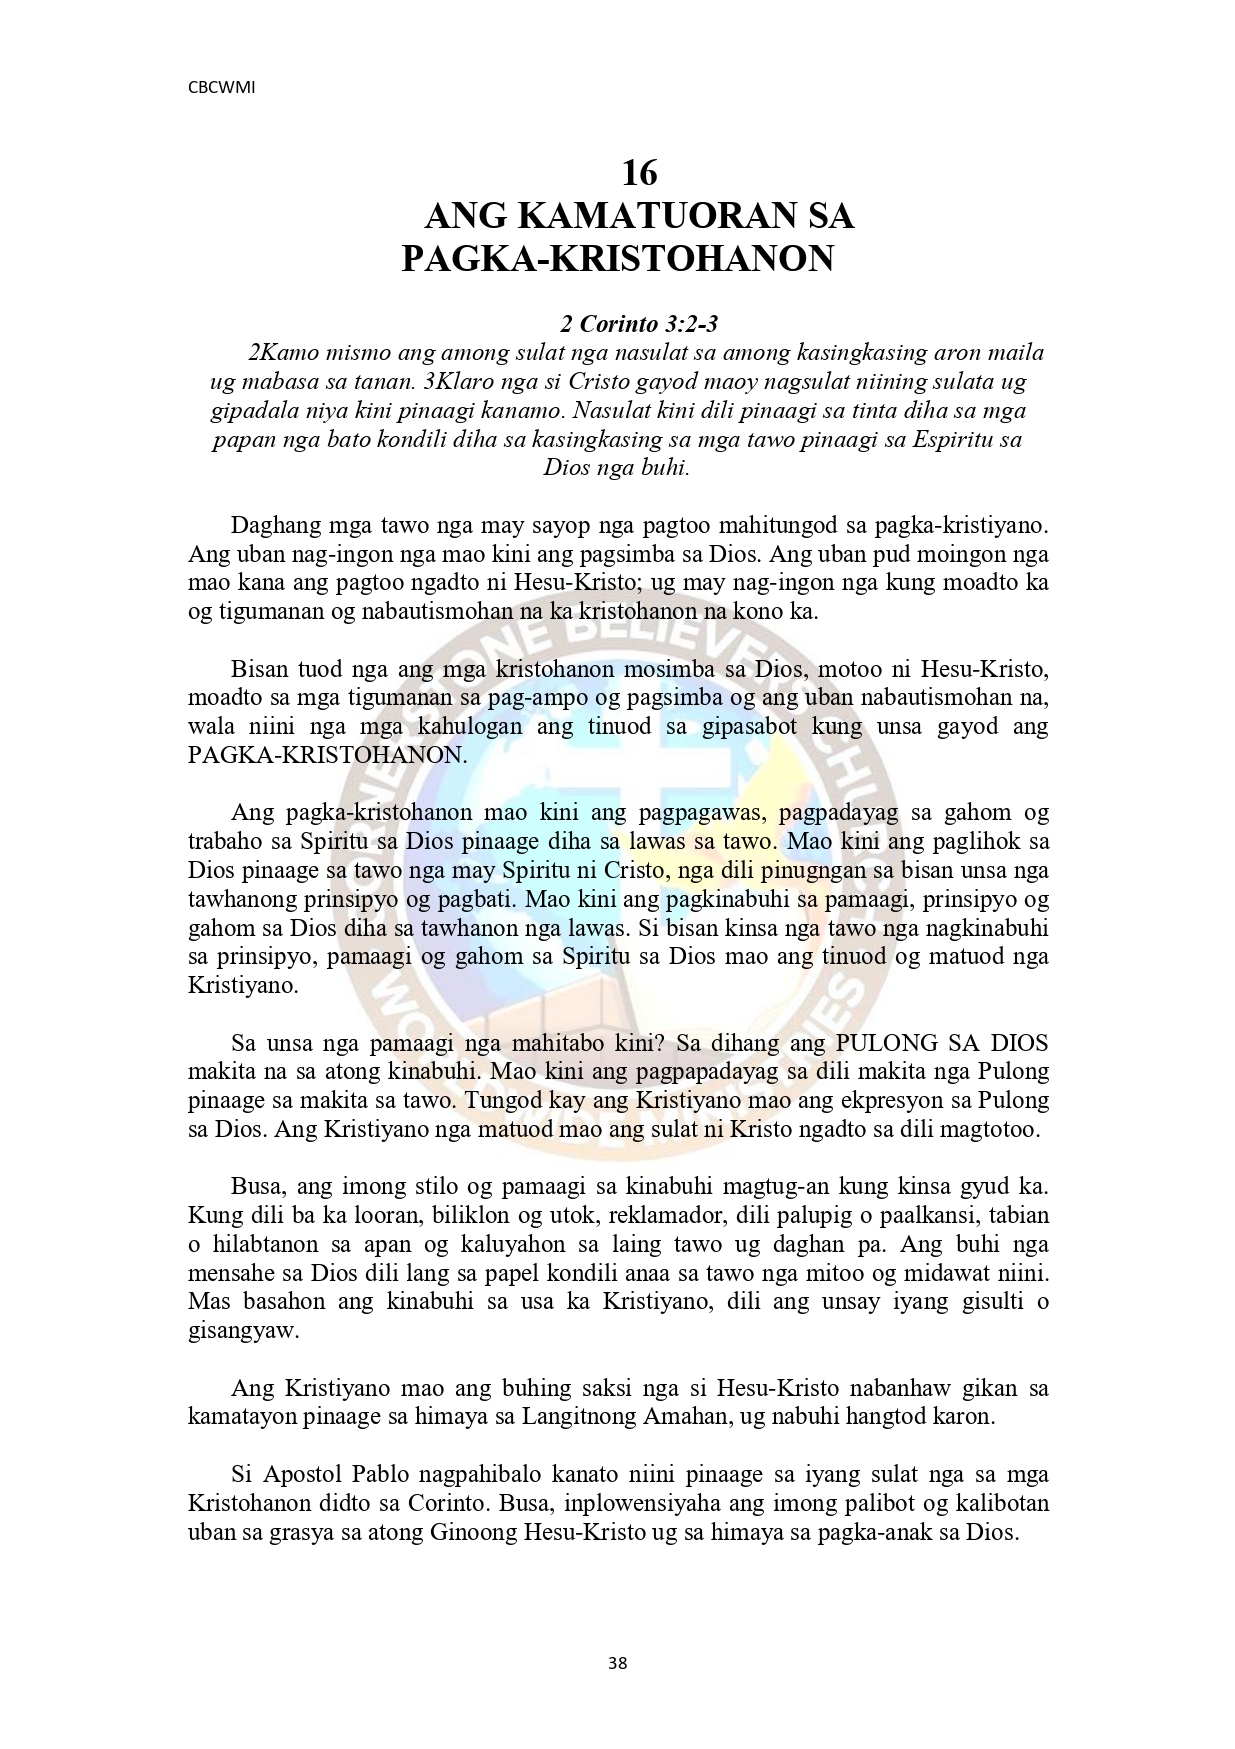 CBCWMI
16
ANG KAMATUORAN SA
PAGKA-KRISTOHANON
2 Corinto 3:2-3
2Kamo mismo ang among sulat nga nasulat sa among kasingkasing aron maila
ug mabasa sa tanan. 3Klaro nga si Cristo gayod maoy nagsulat niining sulata ug
gipadala niya kini pinaagi kanamo. Nasulat kini dili pinaagi sa tinta diha sa mga
papan nga bato kondili diha sa kasingkasing sa mga tawo pinaagi sa Espiritu sa
Dios nga buhi.
Daghang mga tawo nga may sayop nga pagtoo mahitungod sa pagka-kristiyano.
Ang uban nag-ingon nga mao kini ang pagsimba sa Dios. Ang uban pud moingon nga
mao kana ang pagtoo ngadto ni Hesu-Kristo; ug may nag-ingon nga kung moadto ka
og tigumanan og nabautismohan na ka kristohanon na kono ka.
Bisan tuod nga ang mga kristohanon mosimba sa Dios, motoo ni Hesu-Kristo,
moadto sa mga tigumanan sa pag-ampo og pagsimba og ang uban nabautismohan na,
wala niini nga mga kahulogan ang tinuod sa gipasabot kung unsa gayod ang
PAGKA-KRISTOHANON.
Ang pagka-kristohanon mao kini ang pagpagawas, pagpadayag sa gahom og
trabaho sa Spiritu sa Dios pinaage diha sa lawas sa tawo. Mao kini ang paglihok sa
Dios pinaage sa tawo nga may Spiritu ni Cristo, nga dili pinugngan sa bisan unsa nga
tawhanong prinsipyo og pagbati. Mao kini ang pagkinabuhi sa pamaagi, prinsipyo og
gahom sa Dios diha sa tawhanon nga lawas. Si bisan kinsa nga tawo nga nagkinabuhi
sa prinsipyo, pamaagi og gahom sa Spiritu sa Dios mao ang tinuod og matuod nga
Kristiyano.
Sa unsa nga pamaagi nga mahitabo kini? Sa dihang ang PULONG SA DIOS
makita na sa atong kinabuhi. Mao kini ang pagpapadayag sa dili makita nga Pulong
pinaage sa makita sa tawo. Tungod kay ang Kristiyano mao ang ekpresyon sa Pulong
sa Dios. Ang Kristiyano nga matuod mao ang sulat ni Kristo ngadto sa dili magtotoo.
Busa, ang imong stilo og pamaagi sa kinabuhi magtug-an kung kinsa gyud ka.
Kung dili ba ka looran, biliklon og utok, reklamador, dili palupig o paalkansi, tabian
o hilabtanon sa apan og kaluyahon sa laing tawo ug daghan pa. Ang buhi nga
mensahe sa Dios dili lang sa papel kondili anaa sa tawo nga mitoo og midawat niini.
Mas basahon ang kinabuhi sa usa ka Kristiyano, dili ang unsay iyang gisulti o
gisangyaw.
Ang Kristiyano mao ang buhing saksi nga si Hesu-Kristo nabanhaw gikan sa
kamatayon pinaage sa himaya sa Langitnong Amahan, ug nabuhi hangtod karon.
Si Apostol Pablo nagpahibalo kanato niini pinaage sa iyang sulat nga sa mga
Kristohanon didto sa Corinto. Busa, inplowensiyaha ang imong palibot og kalibotan
uban sa grasya sa atong Ginoong Hesu-Kristo ug sa himaya sa pagka-anak sa Dios.
CORNERSTONE BELIEVERS CHURCH
WORLDWIDE MINISTRIES
38